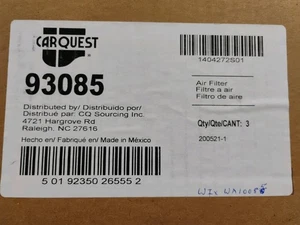 CARQUEST
93085
Distributed by/ Distribuido por/
Distribué par: CQ Sourcing Inc.
4721 Hargrove Rd
Raleigh, NC 27616
Hecho en/ Fabriqué en/ Made in México
5 01 92350 26555 2
1404272S01
Air Filter
Filtre a air
Filtro de aire
Qty/Qte/CANT: 3
200521-1
WIX